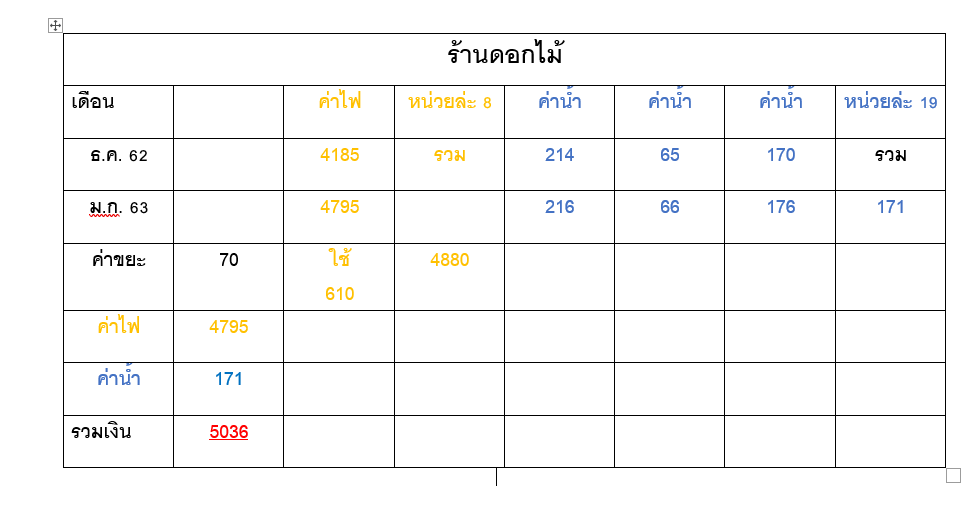 ร้านดอกไม้
เดือน ค่าไฟ หน่วยล่ะ 8 ค่าน้ำ ค่าน้ำ ค่าน้ำ หน่วยล่ะ 19
ธ.ค. 62 4185 รวม 214 65 170 รวม
ม.ก. 63 4795 216 66 176 171
ค่าขยะ 70 ใช้ 4880
610
ค่าไฟ 4795
ค่าน้ำ 171
รวมเงิน 5036